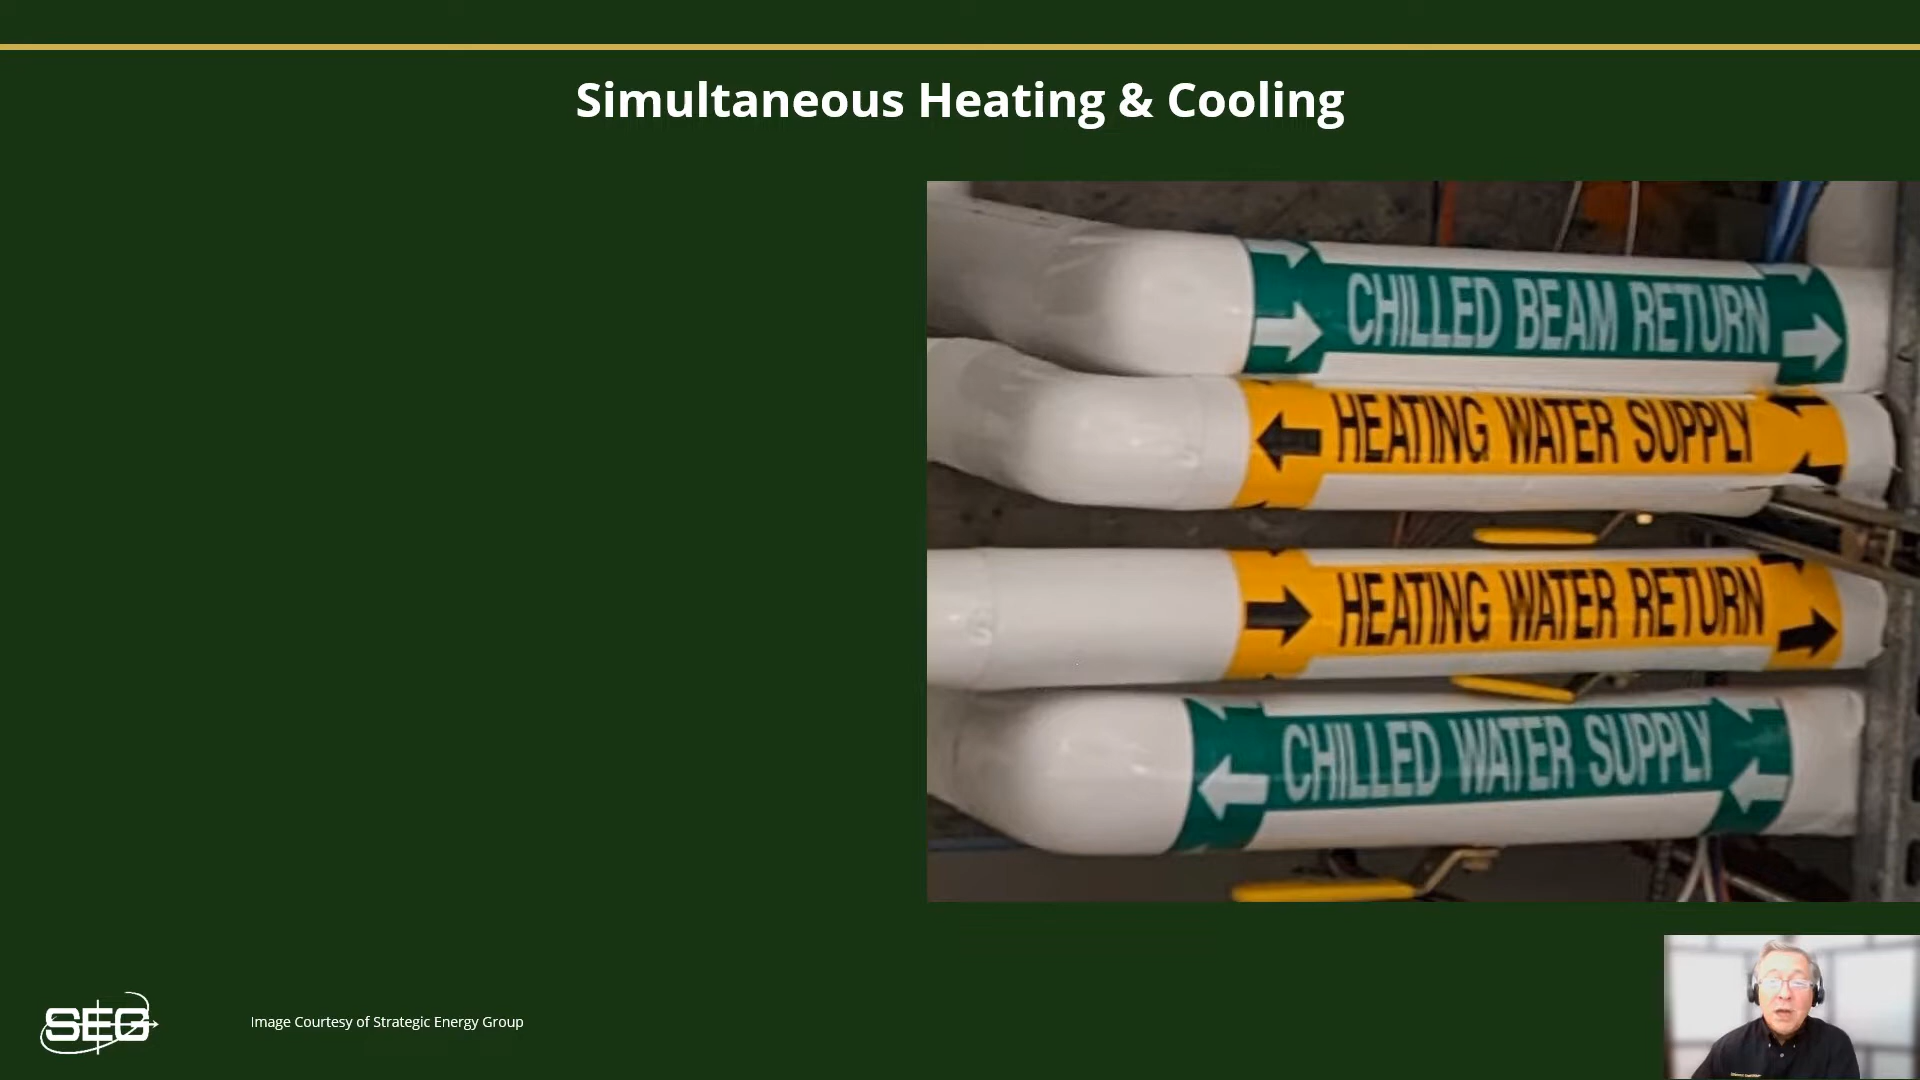 Simultaneous Heating & Cooling
CHILLED BEAM RETURN
HEATING WATER SUPPLY
HEATING WATER RETURN
CHILLED WATER SUPPLY
SEG
Image Courtesy of Strategic Energy Group